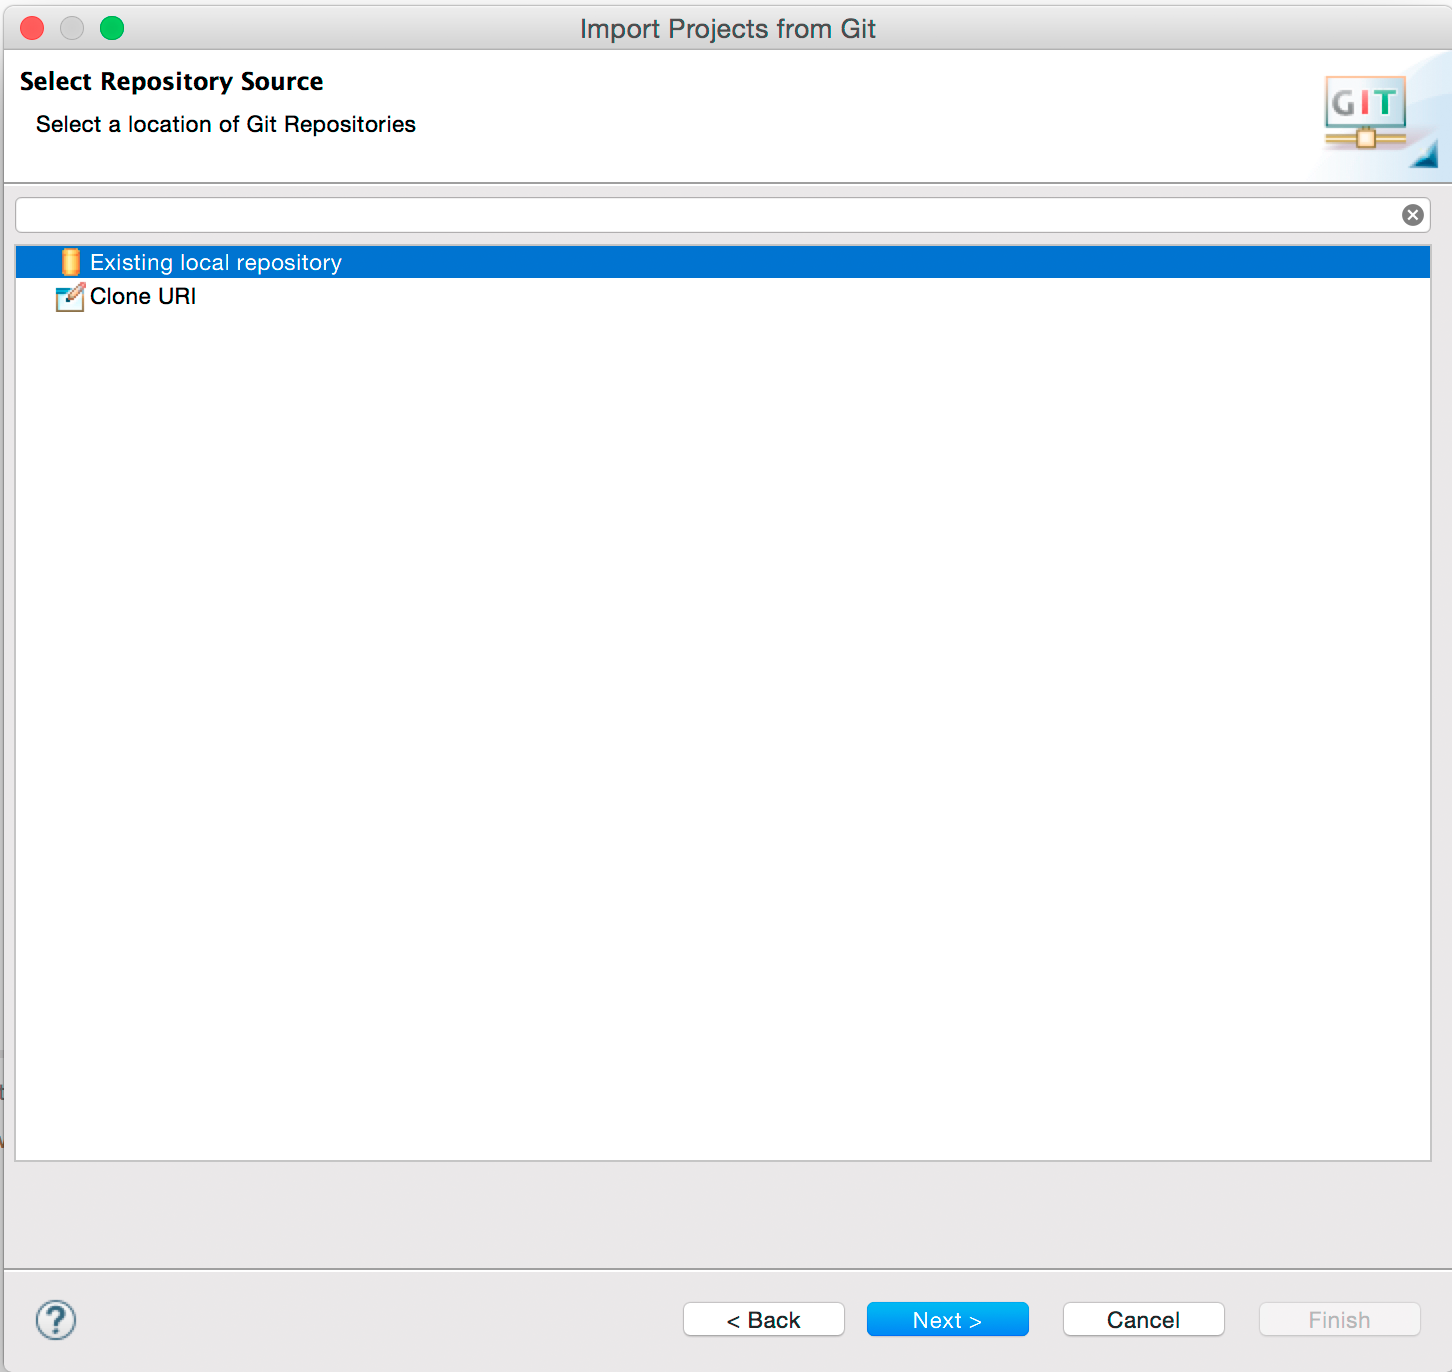 Import Projects from Git
Select Repository Source
Select a location of Git Repositories
GIT
Existing local repository
Clone URI
?
< Back
Next >
Cancel
Finish